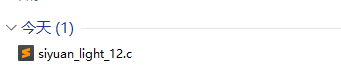 今天 (1)
siyuan_light_12.c